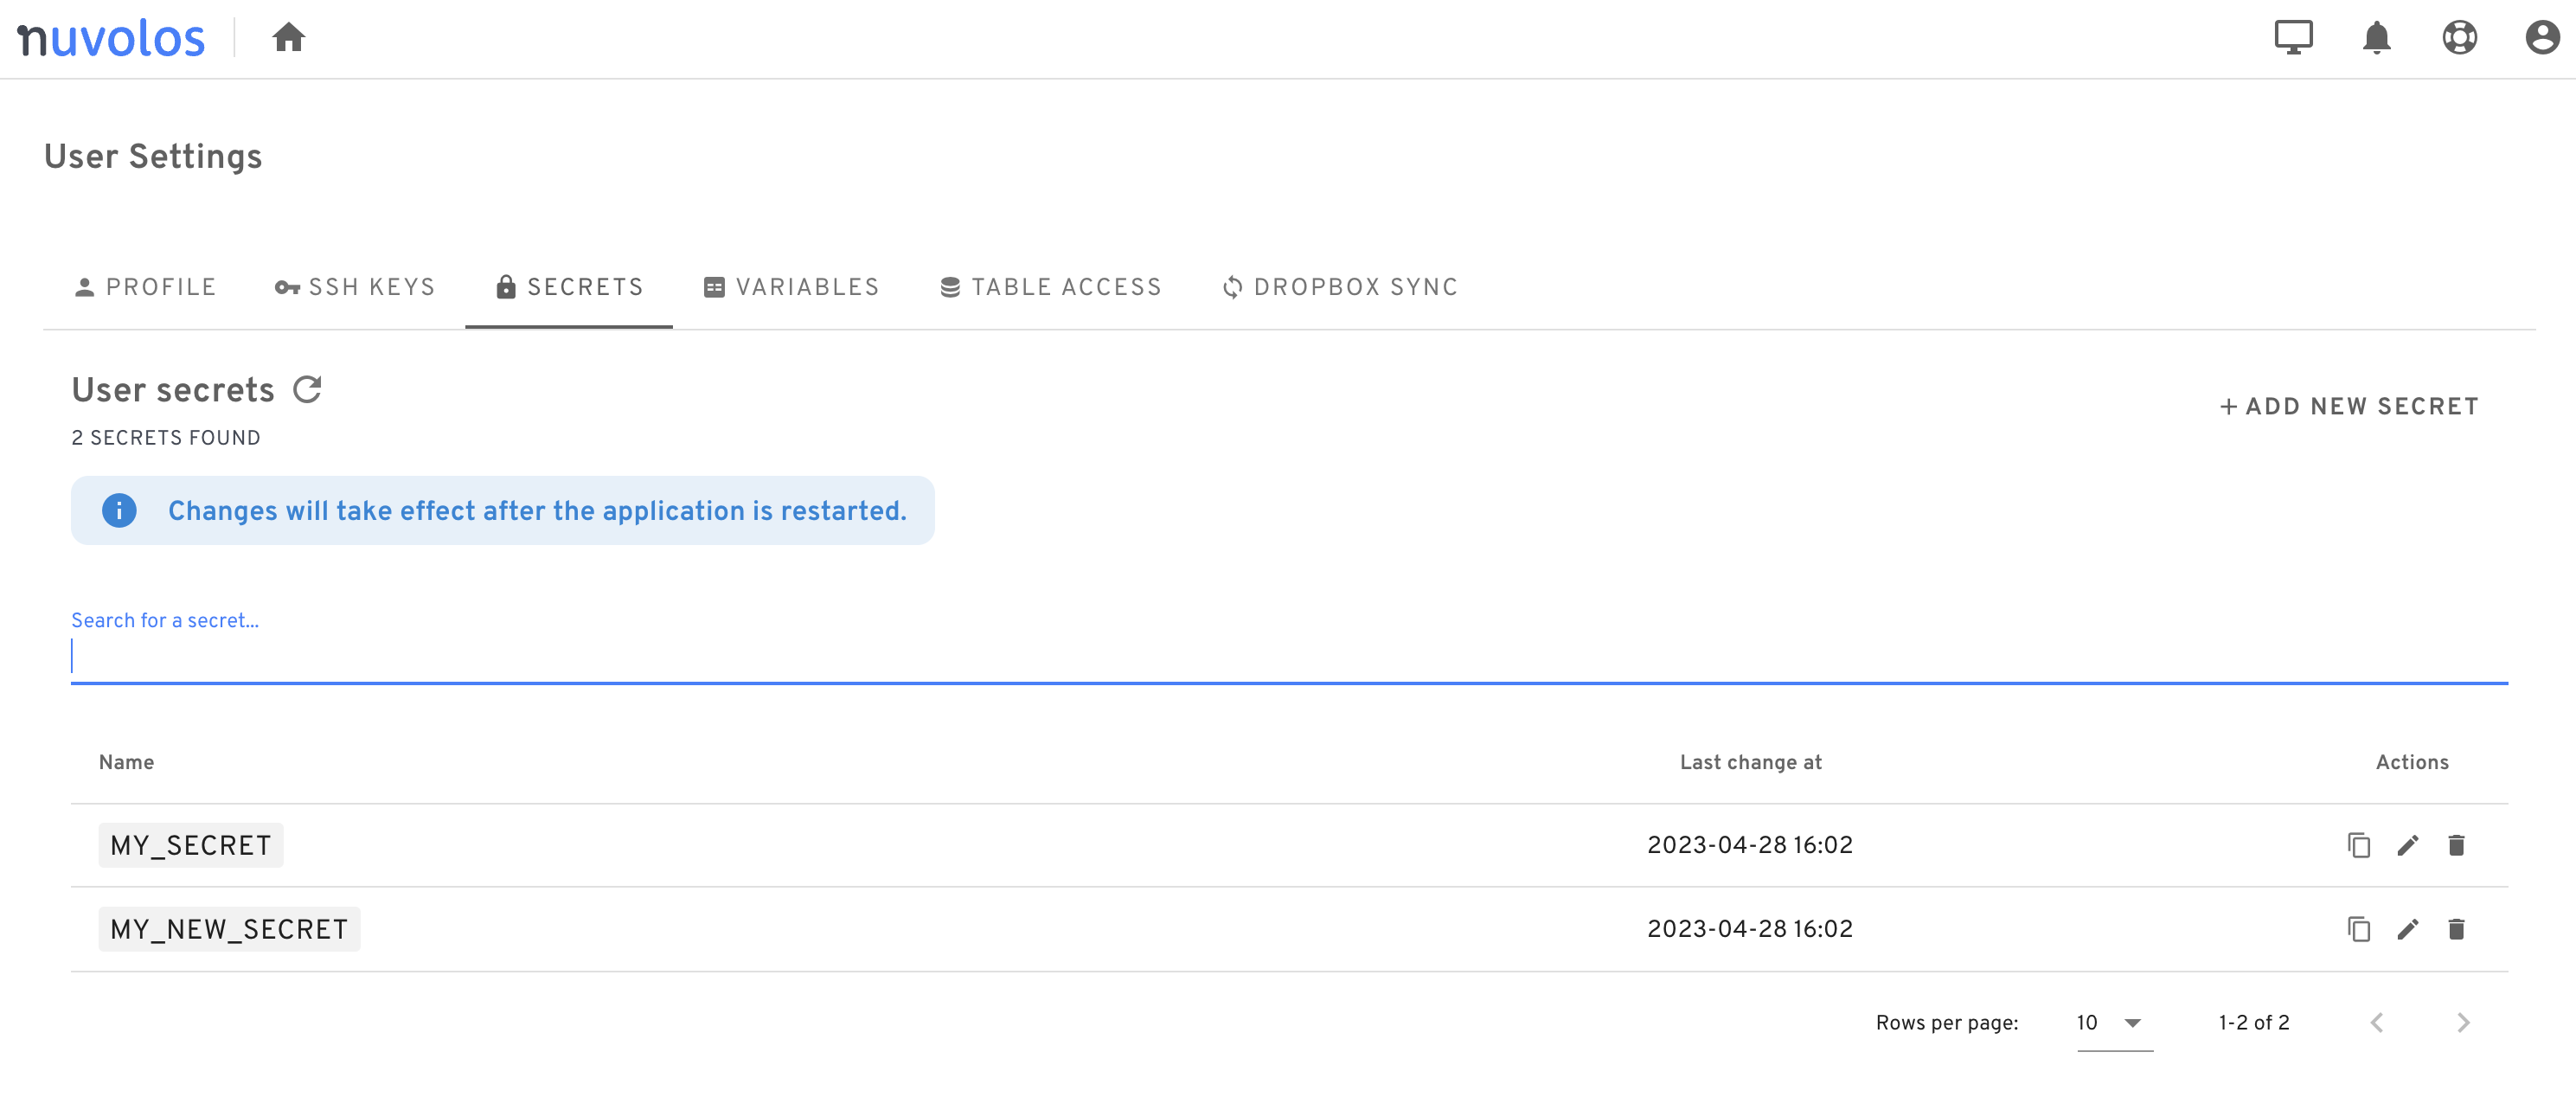 nuvolos
User Settings
PROFILE SSH KEYS SECRETS VARIABLES TABLE ACCESS DROPBOX SYNC
User secrets
+ ADD NEW SECRET
2 SECRETS FOUND
Changes will take effect after the application is restarted.
Search for a secret...
Name Last change at Actions
MY_SECRET 2023-04-28 16:02
MY_NEW_SECRET 2023-04-28 16:02
Rows per page: 10 1-2 of 2